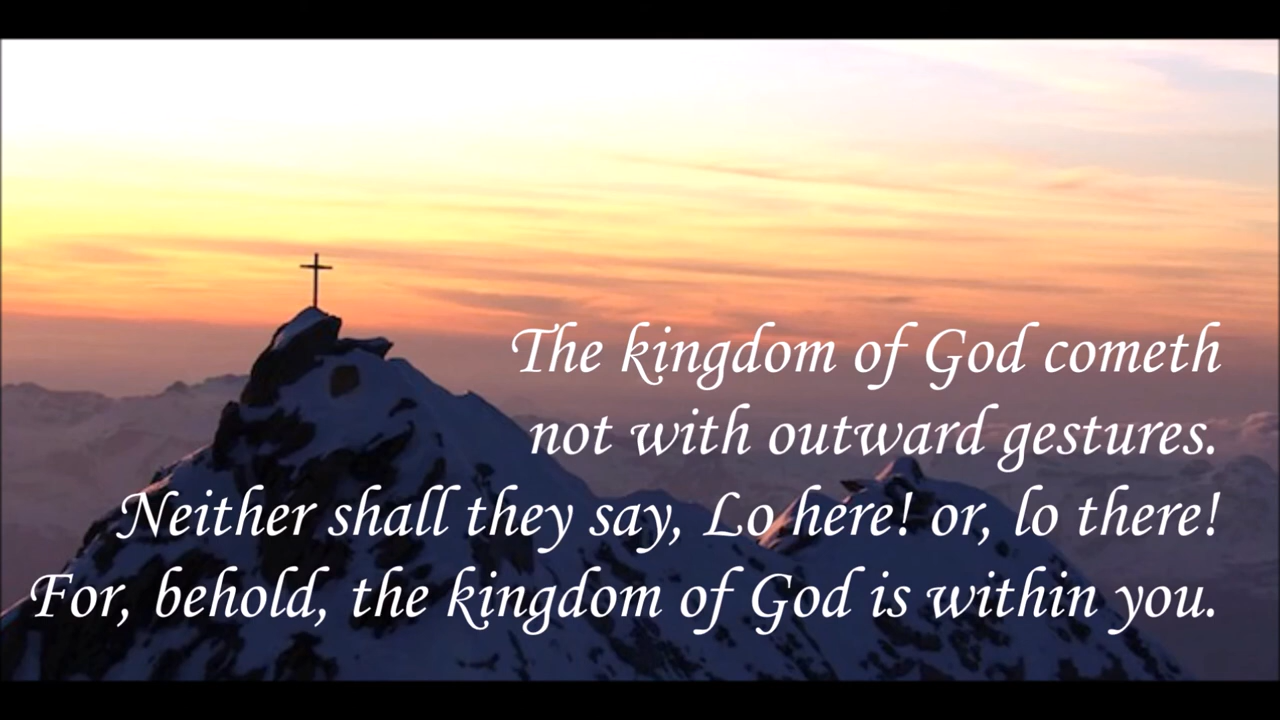 The kingdom of God cometh
not with outward gestures.
Neither shall they say, Lo here! or, lo there!
For, behold, the kingdom of God is within you.